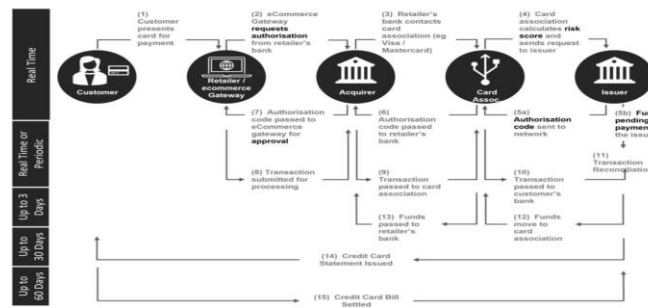 (1)
Customer
presents
card for
payment
(2) eCommerce
Gateway
requests
authorisation
from retailer's
bank
(3) Retailer's
bank contacts
card
association (eg
Visa /
Mastercard)
(4) Card
association
calculates risk
score and
sends request
to issuer
Real Time
Customer
Retailer /
ecommerce
Gateway
Acquirer
Card
Assoc.
Issuer
(7) Authorisation
code passed to
eCommerce
gateway for
approval
(6)
Authorisation
code passed
to retailer's
bank
(5a)
Authorisation
code sent to
network
(5b)
pending
payment
the issu
Real Time or
Periodic
(8) Transaction
submitted for
processing
(9)
Transaction
passed to card
association
(10)
Transaction
passed to
customer's
bank
(11)
Transaction
Reconciliatio
Up to 3
Days
(13) Funds
passed to
retailer's
bank
(12) Funds
move to
card
association
Up to
30 Days
(14) Credit Card
Statement Issued
Up to
60 Days
(15) Credit Card Bill
Settled